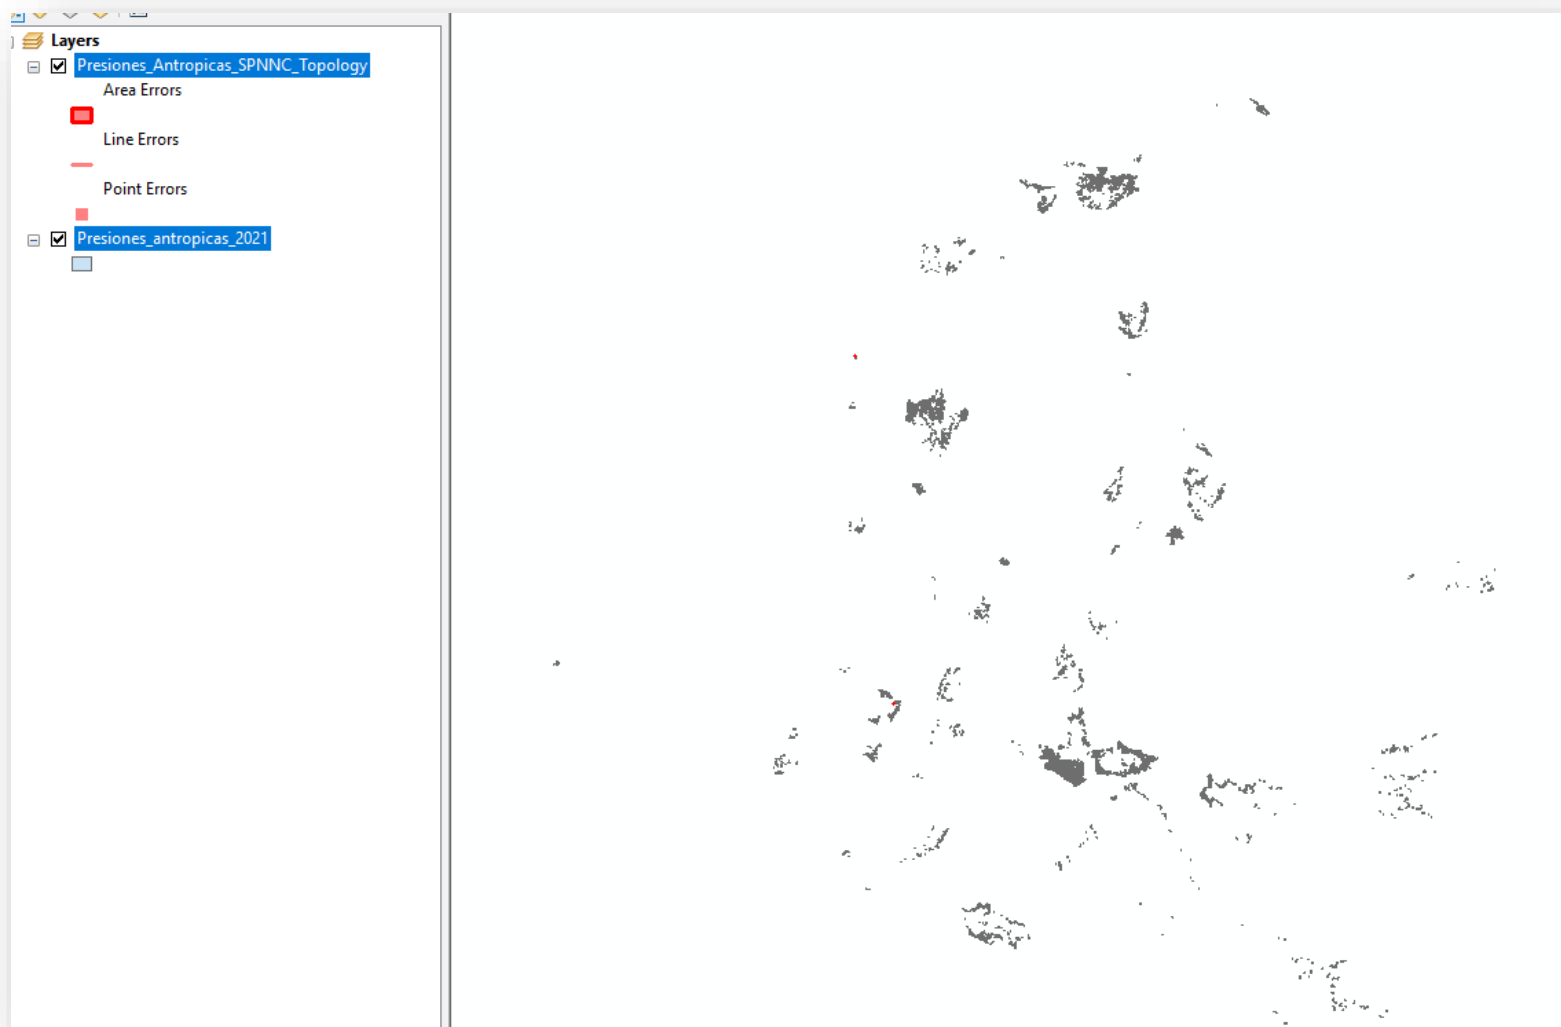 Layers
Presiones_Antropicas_SPNNC_Topology
Area Errors
Line Errors
Point Errors
Presiones_antropicas_2021